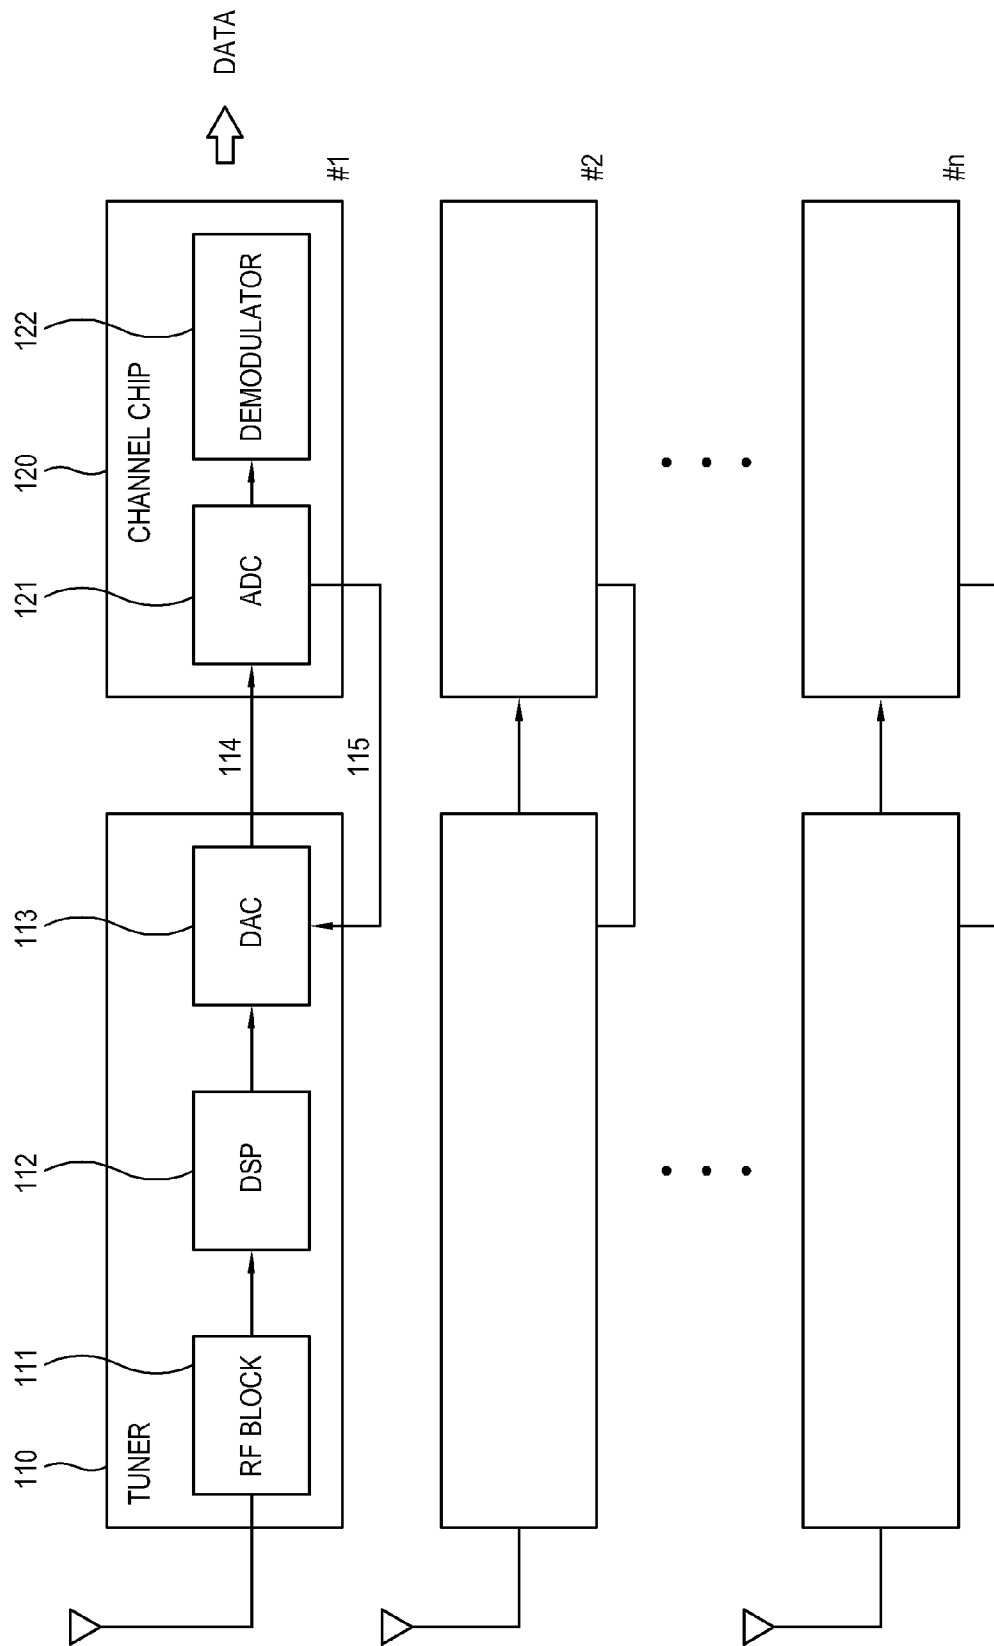 110
111
112
113
121
120
122
TUNER
CHANNEL CHIP
RF BLOCK
DSP
DAC
114
ADC
DEMODULATOR
DATA
115
#1
#2
#n